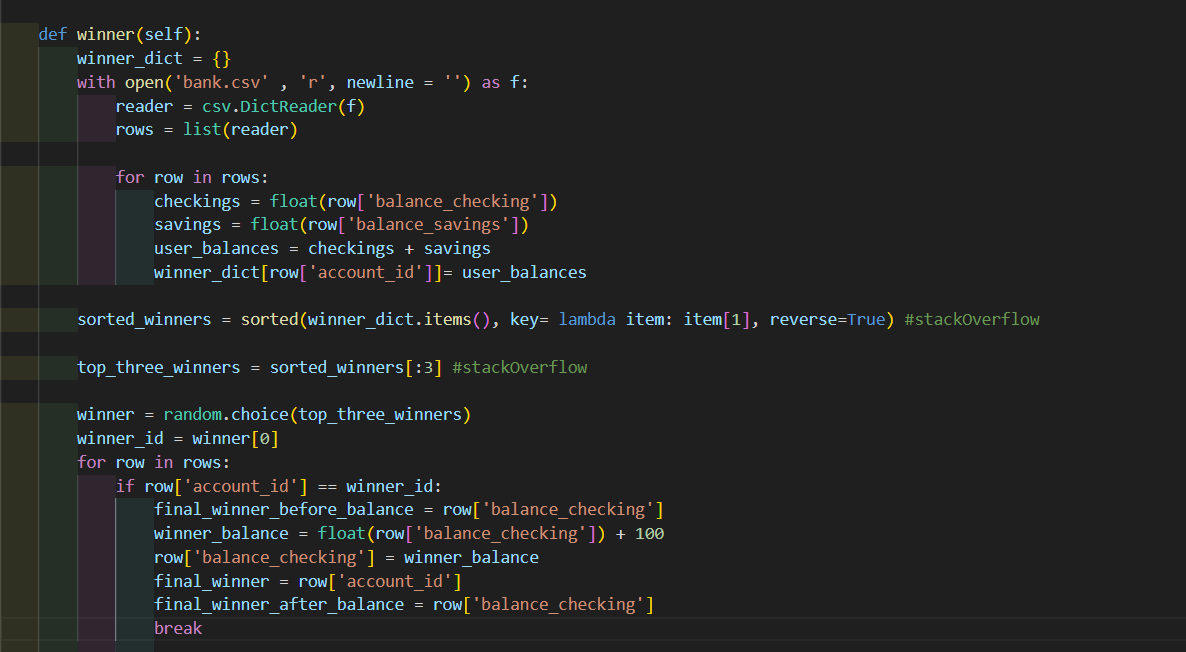 def winner(self):
    winner_dict = {}
    with open('bank.csv' , 'r', newline = '') as f:
        reader = csv.DictReader(f)
        rows = list(reader)

        for row in rows:
            checkings = float(row['balance_checking'])
            savings = float(row['balance_savings'])
            user_balances = checkings + savings
            winner_dict[row['account_id']]= user_balances

    sorted_winners = sorted(winner_dict.items(), key= lambda item: item[1], reverse=True) #stackOverflow

    top_three_winners = sorted_winners[:3] #stackOverflow

    winner = random.choice(top_three_winners)
    winner_id = winner[0]
    for row in rows:
        if row['account_id'] == winner_id:
            final_winner_before_balance = row['balance_checking']
            winner_balance = float(row['balance_checking']) + 100
            row['balance_checking'] = winner_balance
            final_winner = row['account_id']
            final_winner_after_balance = row['balance_checking']
            break